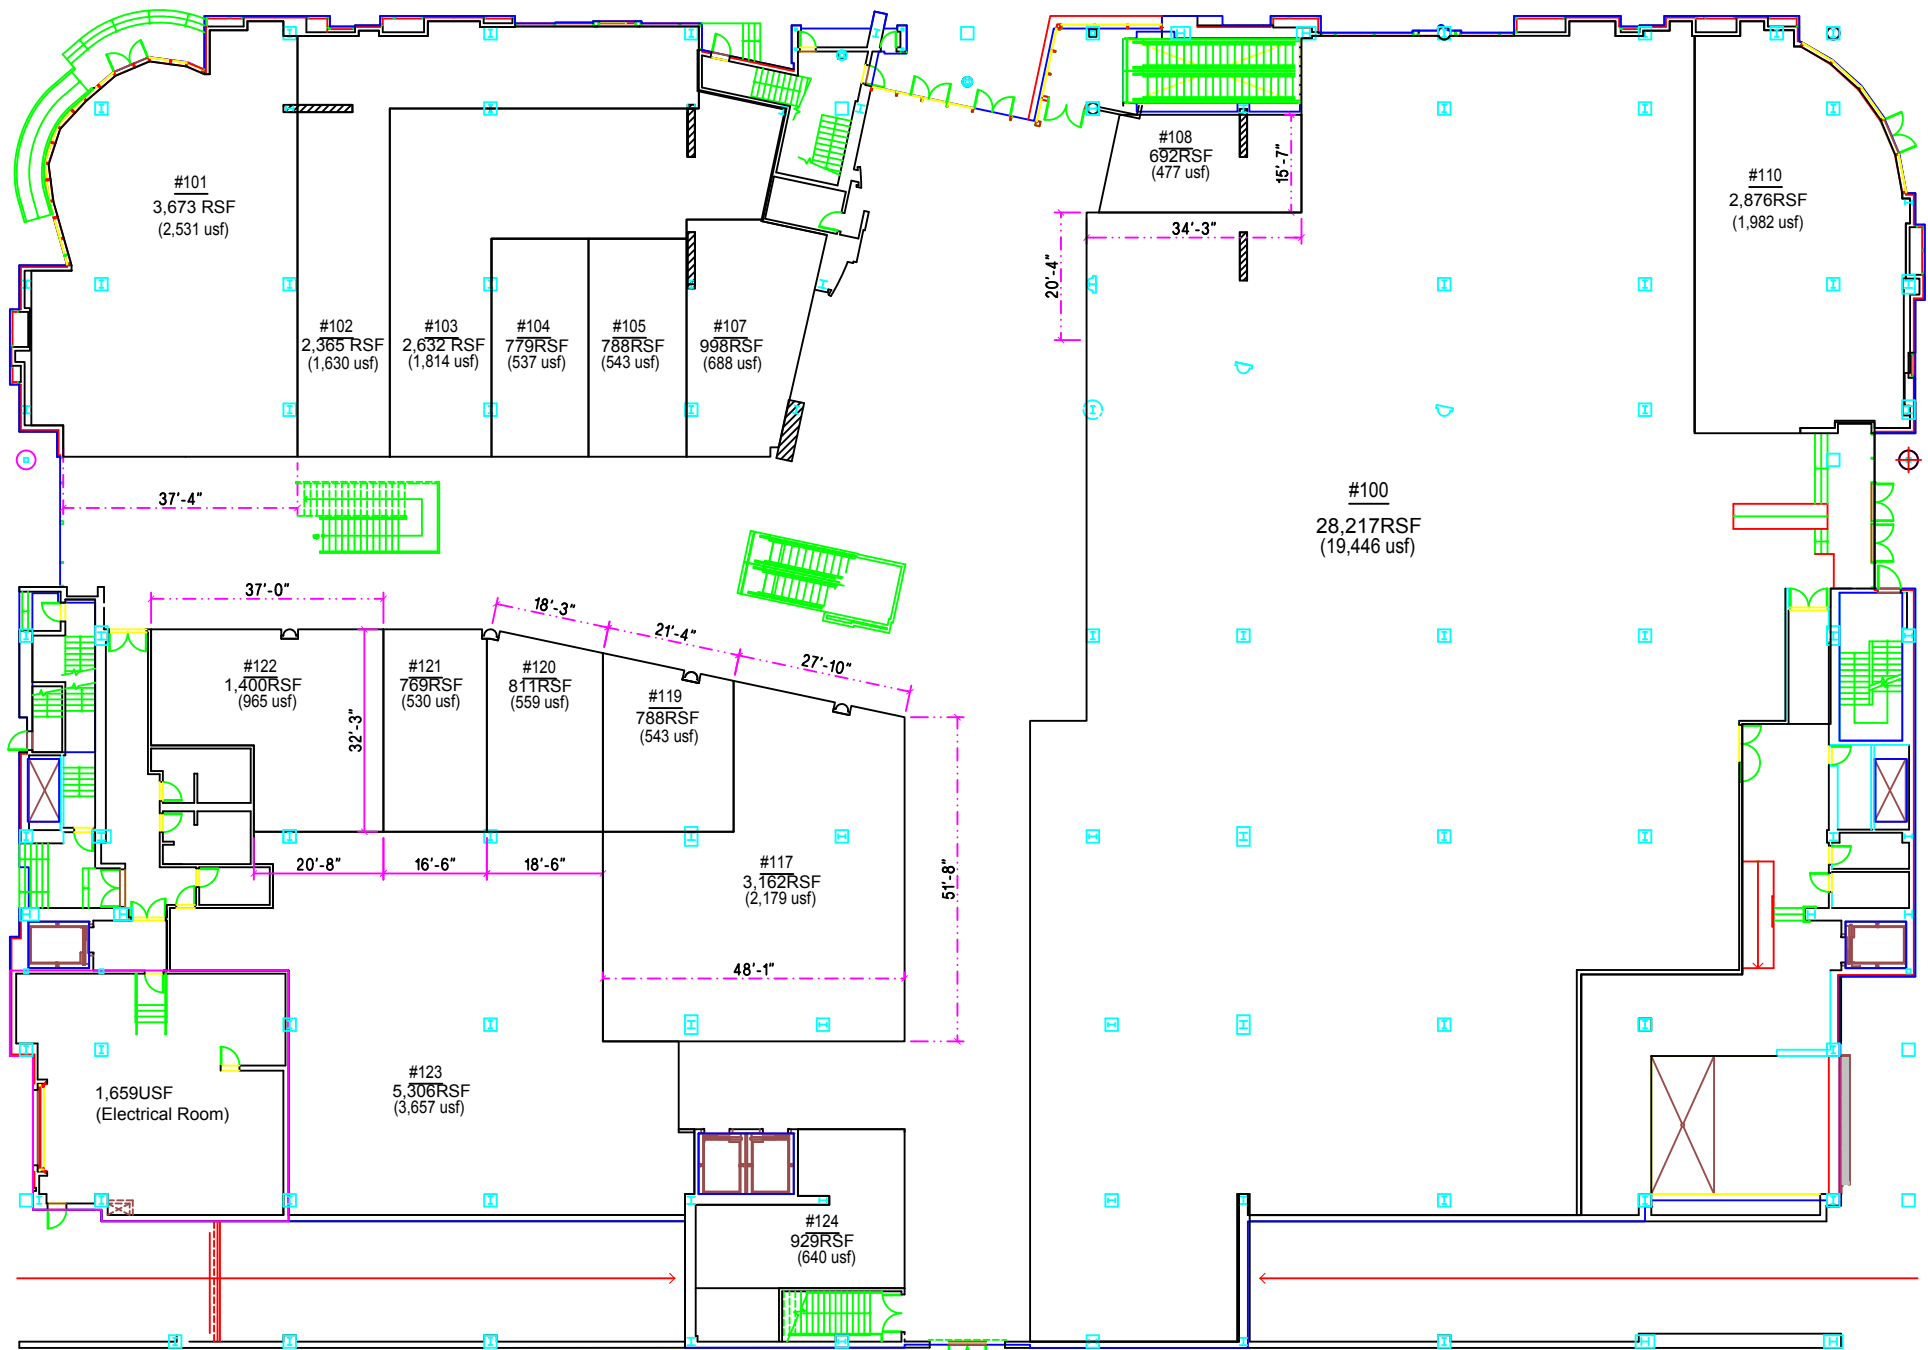 #108
692RSF
(477 usf)
15'-7"
#101
3,673 RSF
(2,531 usf)
#110
2,876RSF
(1,982 usf)
34'-3"
20'-4"
#102
2,365 RSF
(1,630 usf)
#103
2,632 RSF
(1,814 usf)
#104
779RSF
(537 usf)
#105
788RSF
(543 usf)
#107
998RSF
(688 usf)
37'-4"
#100
28,217RSF
(19,446 usf)
37'-0"
18'-3"
21'-4"
27'-10"
#122
1,400RSF
(965 usf)
#121
769RSF
(530 usf)
#120
811RSF
(559 usf)
#119
788RSF
(543 usf)
32'-3"
20'-8"
16'-6"
18'-6"
#117
3,162RSF
(2,179 usf)
51'-8"
48'-1"
1,659USF
(Electrical Room)
#123
5,306RSF
(3,657 usf)
#124
929RSF
(640 usf)